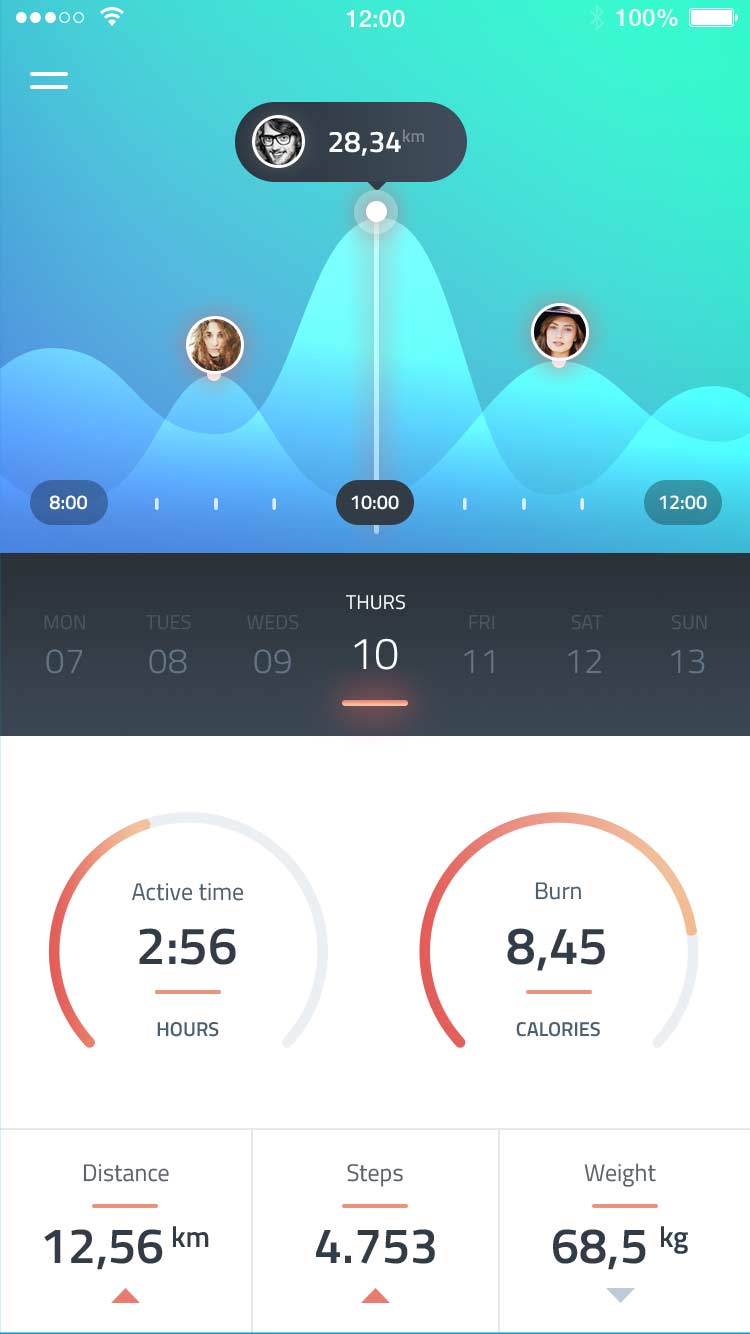 12:00
100%
28,34 km
8:00
10:00
12:00
MON TUES WEDS THURS FRI SAT SUN
07 08 09 10 11 12 13
Active time
2:56
HOURS
Burn
8,45
CALORIES
Distance
12,56 km
Steps
4.753
Weight
68,5 kg